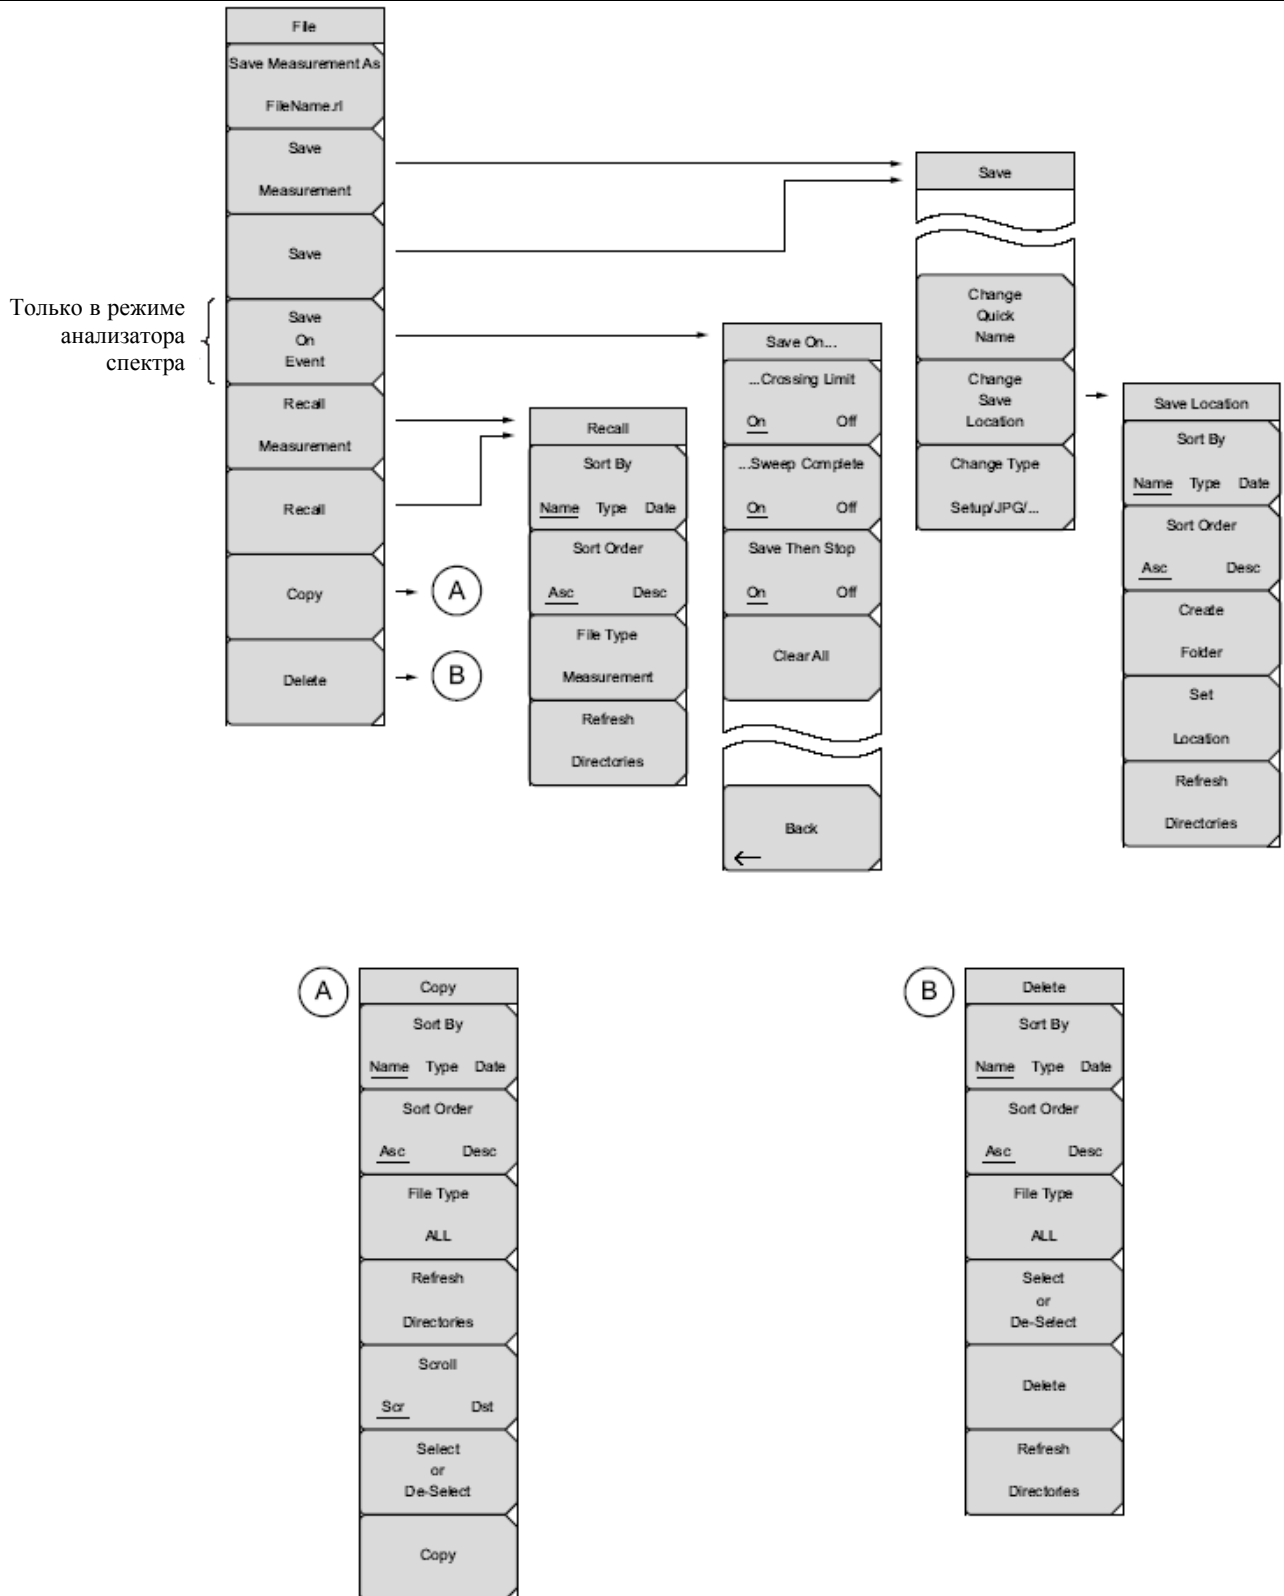 File
Save Measurement As
FileName.rl
Save
Measurement
Save
Только в режиме
анализатора
спектра
Save
On
Event
Recall
Measurement
Recall
Copy
A
Delete
B
Recall
Sort By
Name Type Date
Sort Order
Asc Desc
File Type
Measurement
Refresh
Directories
Save On...
...Crossing Limit
On Off
...Sweep Complete
On Off
Save Then Stop
On Off
Clear All
Back
Save
Change
Quick
Name
Change
Save
Location
Change Type
Setup/JPG/...
Save Location
Sort By
Name Type Date
Sort Order
Asc Desc
Create
Folder
Set
Location
Refresh
Directories
A
Copy
Sort By
Name Type Date
Sort Order
Asc Desc
File Type
ALL
Refresh
Directories
Scroll
Scr Dst
Select
or
De-Select
Copy
B
Delete
Sort By
Name Type Date
Sort Order
Asc Desc
File Type
ALL
Select
or
De-Select
Delete
Refresh
Directories